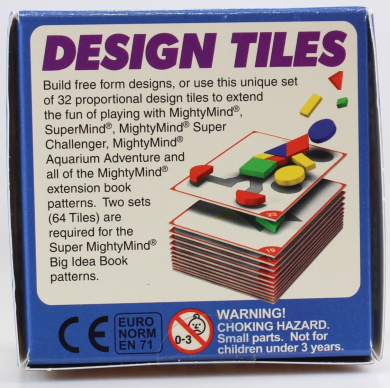 DESIGN TILES
Build free form designs, or use this unique set
of 32 proportional design tiles to extend
the fun of playing with MightyMind®,
SuperMind®, MightyMind® Super
Challenger, MightyMind®
Aquarium Adventure and
all of the MightyMind®
extension book
patterns. Two sets
(64 Tiles) are
required for the
Super MightyMind®
Big Idea Book
patterns.
23
19
CE
EURO
NORM
EN 71
0-3
WARNING!
CHOKING HAZARD.
Small parts. Not for
children under 3 years.